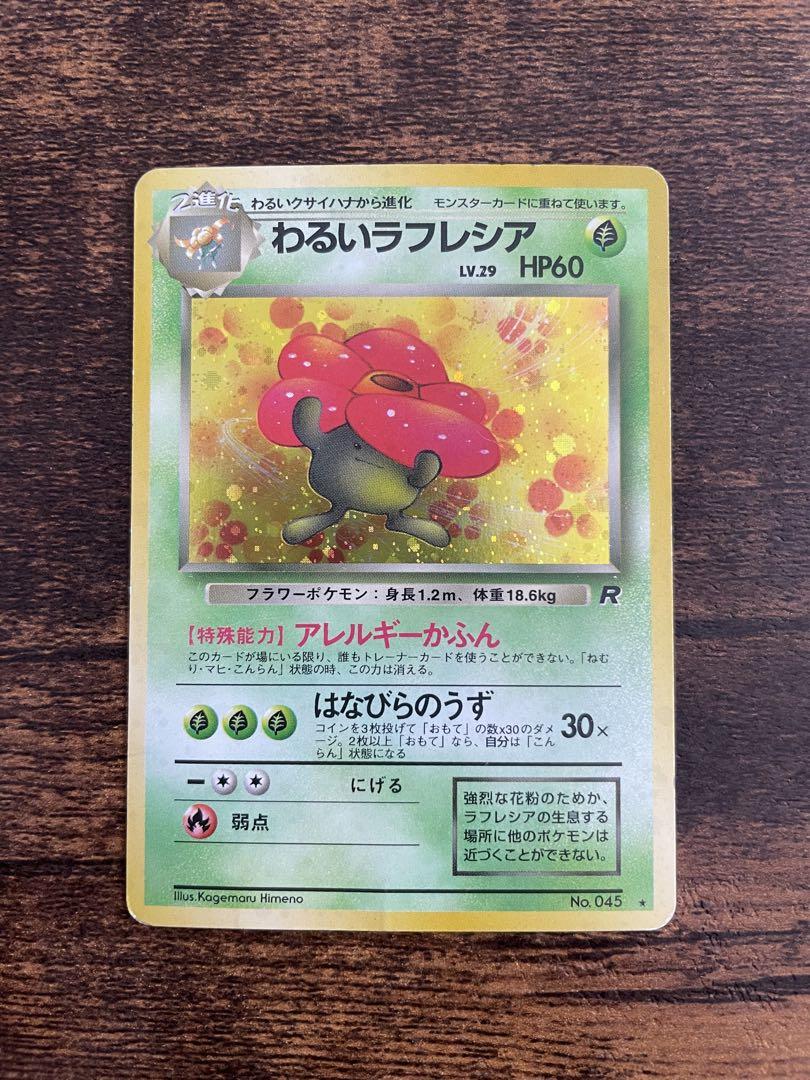 2進化 わるいクサイハナから進化 モンスターカードに重ねて使います。
わるいラフレシア
LV.29 HP60
フラワーポケモン：身長1.2m、体重18.6kg R
【特殊能力】アレルギーかふん
このカードが場にいる限り、誰もトレーナーカードを使うことができない。「ねむ
り・マヒ・こんらん」状態の時、この力は消える。
はなびらのうず 30×
コインを3枚投げて「おもて」の数x30のダメ
ージ。2枚以上「おもて」なら、自分は「こん
らん」状態になる
にげる
弱点
強烈な花粉のためか、
ラフレシアの生息する
場所に他のポケモンは
近づくことができない。
Illus.Kagemaru Himeno No. 045 ★